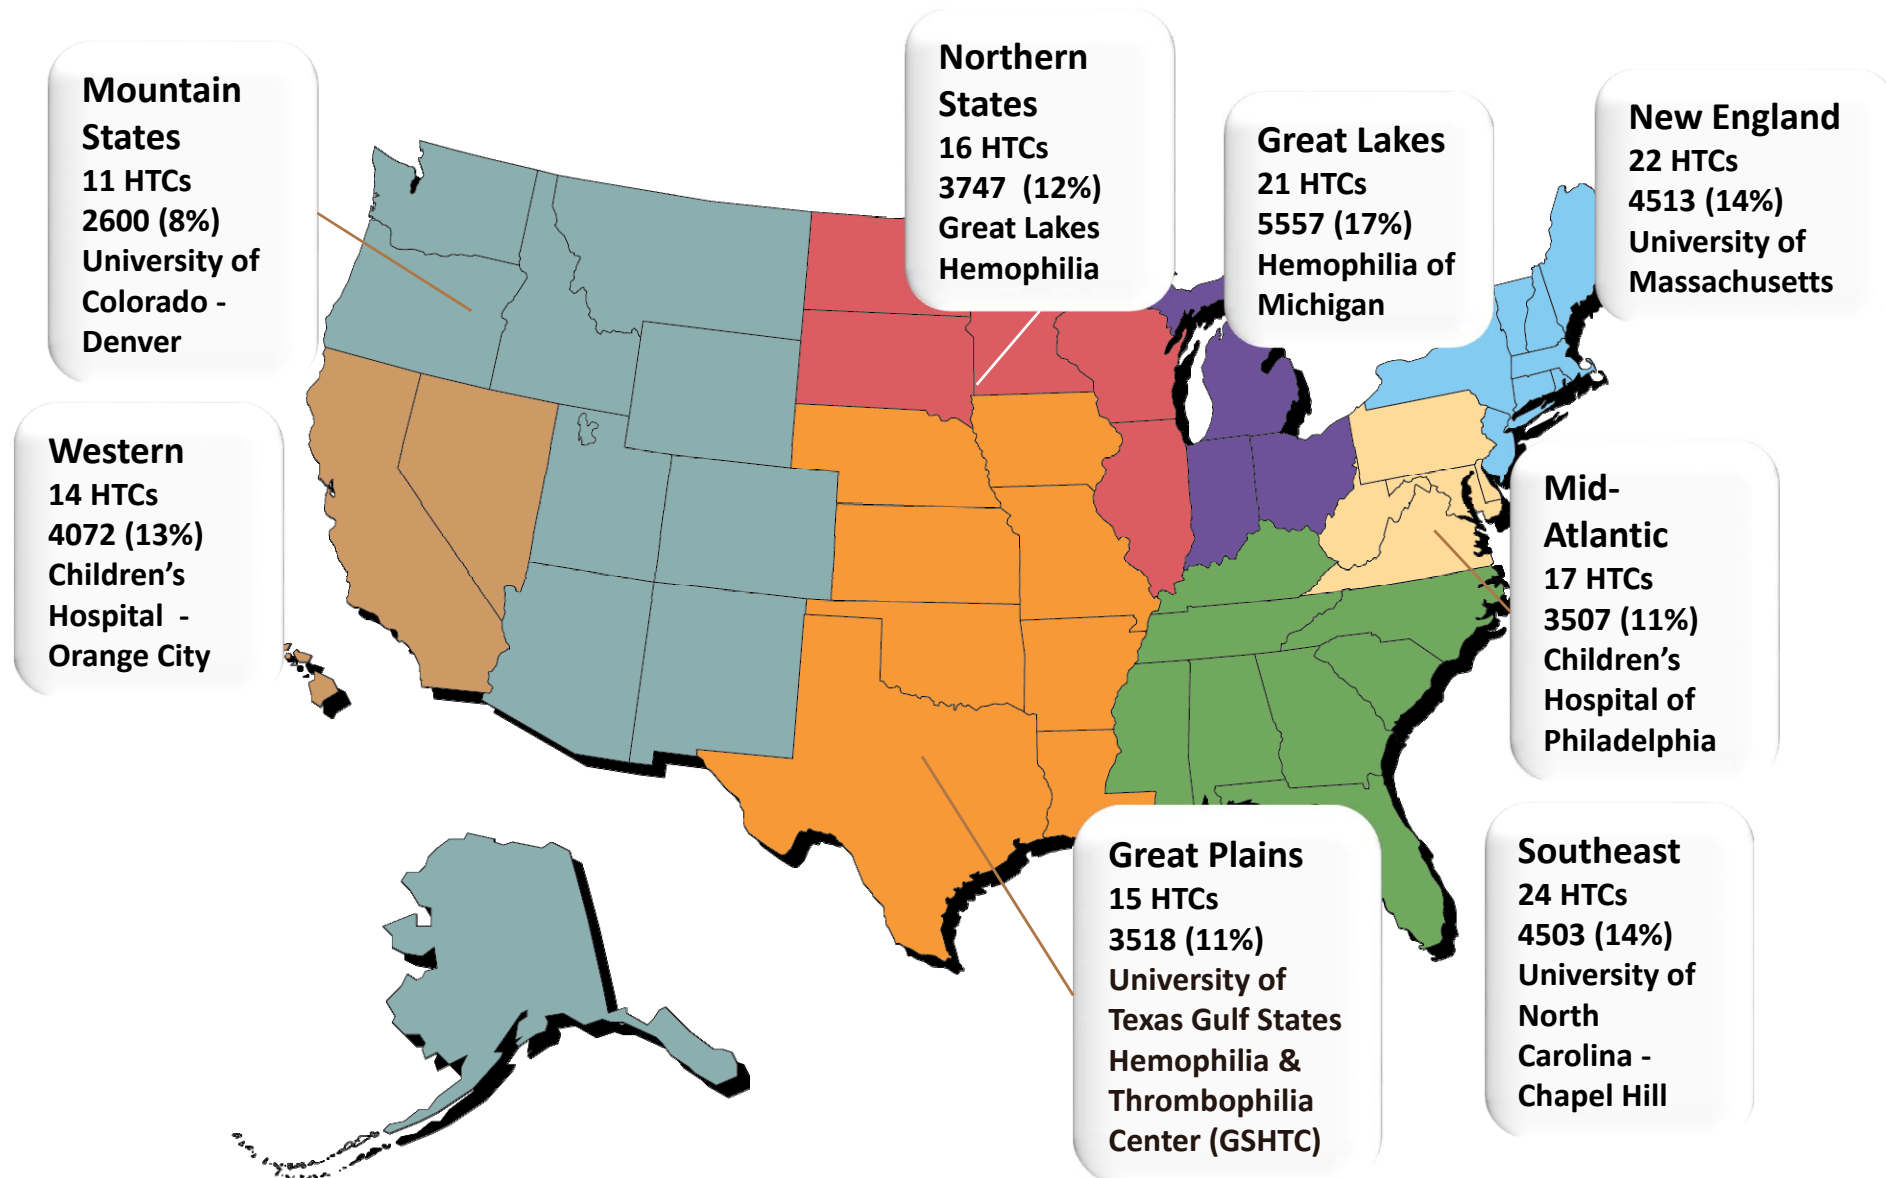 Mountain
States
11 HTCs
2600 (8%)
University of
Colorado -
Denver
Northern
States
16 HTCs
3747 (12%)
Great Lakes
Hemophilia
Great Lakes
21 HTCs
5557 (17%)
Hemophilia of
Michigan
New England
22 HTCs
4513 (14%)
University of
Massachusetts
Western
14 HTCs
4072 (13%)
Children’s
Hospital -
Orange City
Mid-
Atlantic
17 HTCs
3507 (11%)
Children’s
Hospital of
Philadelphia
Great Plains
15 HTCs
3518 (11%)
University of
Texas Gulf States
Hemophilia &
Thrombophilia
Center (GSHTC)
Southeast
24 HTCs
4503 (14%)
University of
North
Carolina -
Chapel Hill